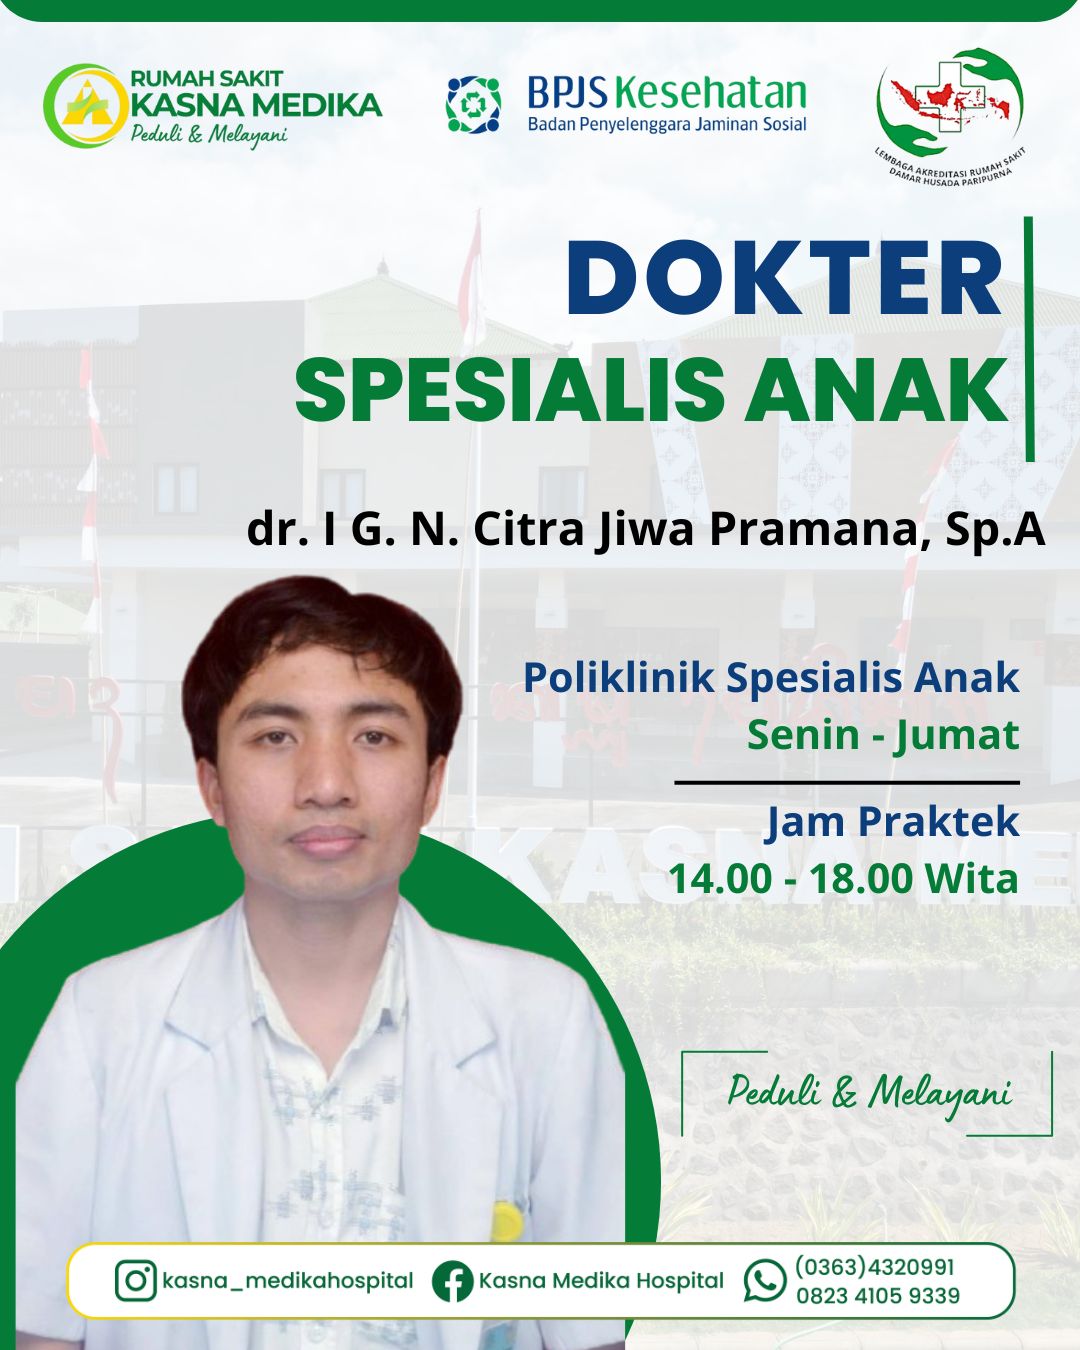 RUMAH SAKIT
KASNA MEDIKA
Peduli & Melayani
BPJS Kesehatan
Badan Penyelenggara Jaminan Sosial
LEMBAGA AKREDITASI RUMAH SAKIT
DAMAR HUSADA PARIPURNA
DOKTER
SPESIALIS ANAK
dr. I G. N. Citra Jiwa Pramana, Sp.A
Poliklinik Spesialis Anak
Senin - Jumat
Jam Praktek
14.00 - 18.00 Wita
KASNA ME
Peduli & Melayani
kasna_medikahospital
Kasna Medika Hospital
(0363)4320991
0823 4105 9339